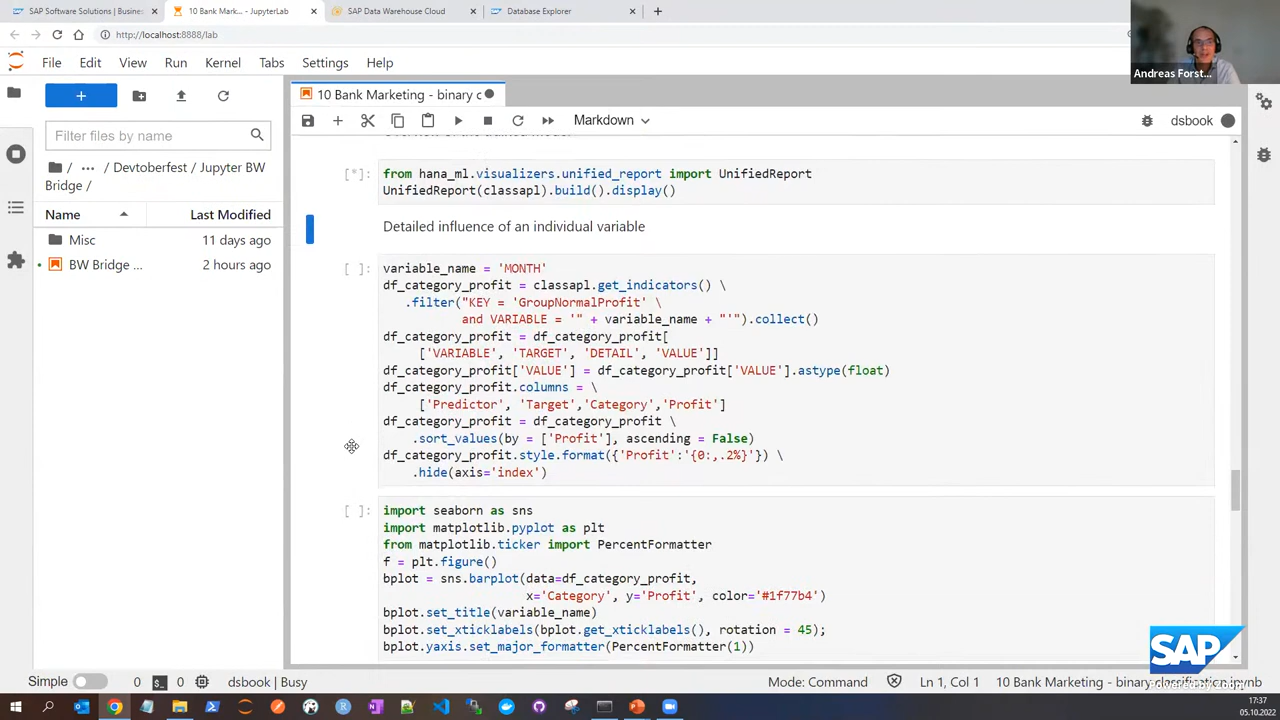 SAP Software Solutions | Busine:
10 Bank Mark... - JupyterLab
SAP Data Warehouse Cloud
Database Explorer
http://localhost:8888/lab
Andreas Forst...
File Edit View Run Kernel Tabs Settings Help
10 Bank Marketing - binary c
Filter files by name
Markdown
dsbook
/ ... / Devtoberfest / Jupyter BW
Bridge /
Name
Last Modified
Misc
11 days ago
BW Bridge ...
2 hours ago
[*]:
from hana_ml.visualizers.unified_report import UnifiedReport
UnifiedReport(classapl).build().display()
Detailed influence of an individual variable
[ ]:
variable_name = 'MONTH'
df_category_profit = classapl.get_indicators() \
.filter("KEY = 'GroupNormalProfit' \
and VARIABLE = '" + variable_name + "'").collect()
df_category_profit = df_category_profit[
['VARIABLE', 'TARGET', 'DETAIL', 'VALUE']]
df_category_profit['VALUE'] = df_category_profit['VALUE'].astype(float)
df_category_profit.columns = \
['Predictor', 'Target','Category','Profit']
df_category_profit = df_category_profit \
.sort_values(by = ['Profit'], ascending = False)
df_category_profit.style.format({'Profit':'{0:,.2%}'}) \
.hide(axis='index')
[ ]:
import seaborn as sns
import matplotlib.pyplot as plt
from matplotlib.ticker import PercentFormatter
f = plt.figure()
bplot = sns.barplot(data=df_category_profit,
x='Category', y='Profit', color='#1f77b4')
bplot.set_title(variable_name)
bplot.set_xticklabels(bplot.get_xticklabels(), rotation = 45);
bplot.yaxis.set_major_formatter(PercentFormatter(1))
SAP
Simple
0
0
dsbook | Busy
Mode: Command
Ln 1, Col 1
10 Bank Marketing - binary classification.ipynb
17:37
05.10.2022